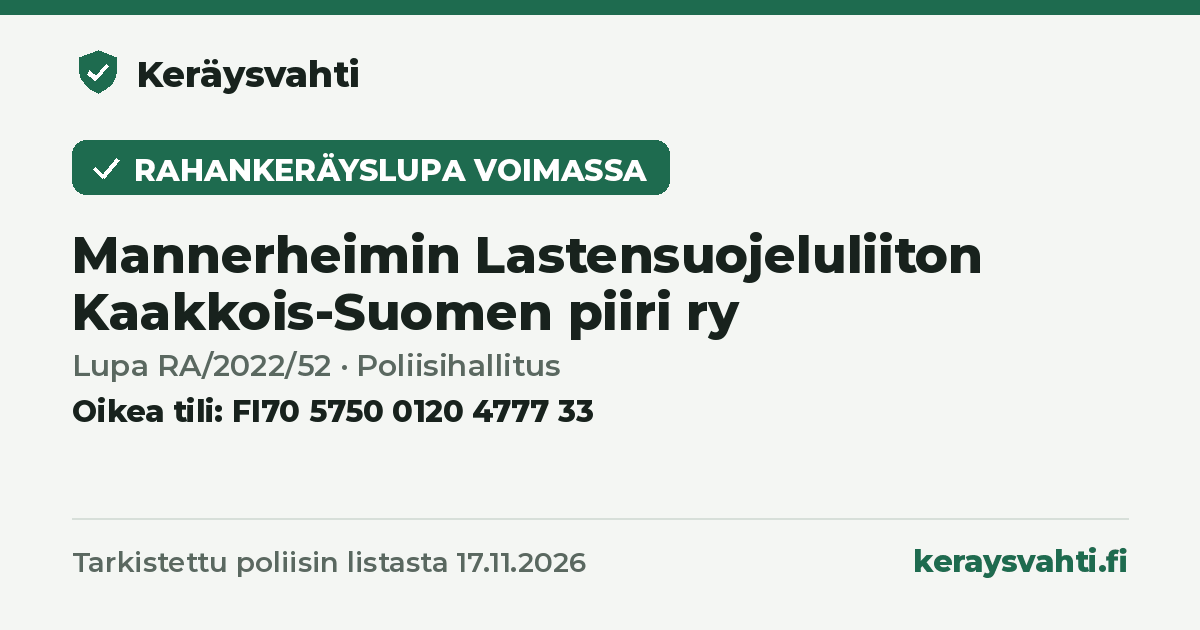 Keräysvahti
RAHANKERÄYSLUPA VOIMASSA
Mannerheimin Lastensuojeluliiton
Kaakkois-Suomen piiri ry
Lupa RA/2022/52 · Poliisihallitus
Oikea tili: FI70 5750 0120 4777 33
Tarkistettu poliisin listasta 17.11.2026
keraysvahti.fi